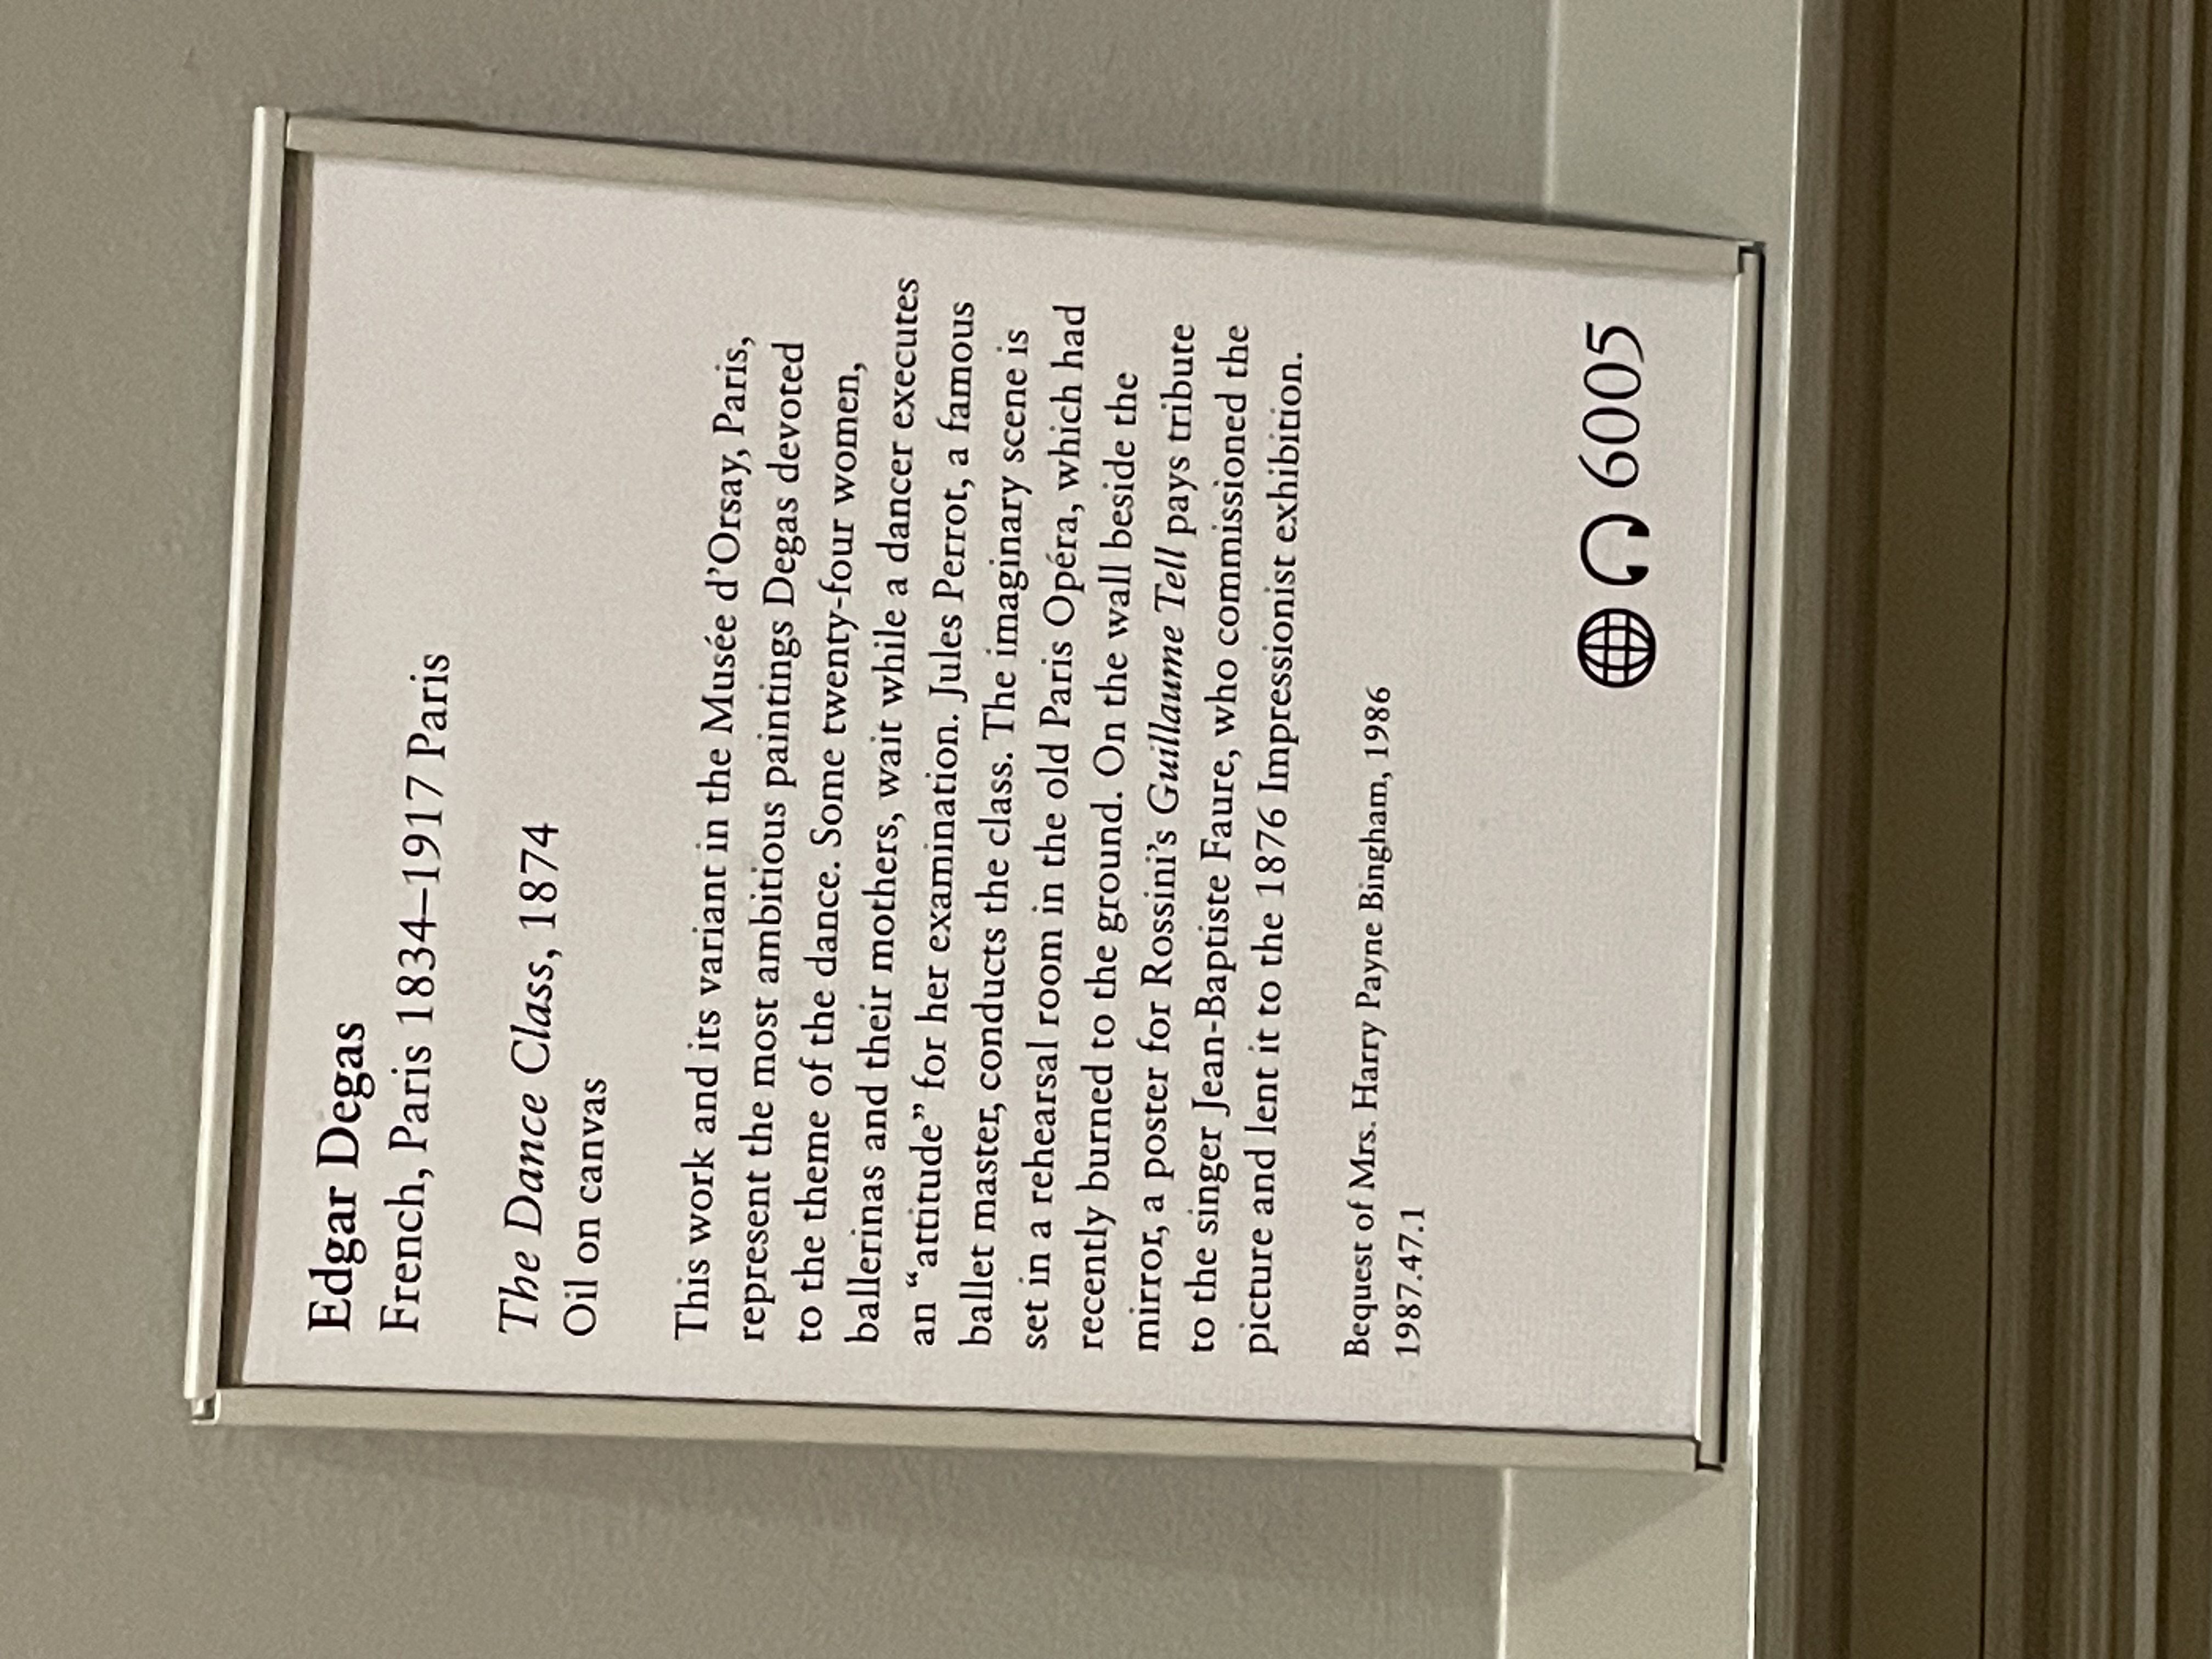 Edgar Degas
French, Paris 1834–1917 Paris
The Dance Class, 1874
Oil on canvas
This work and its variant in the Musée d’Orsay, Paris,
represent the most ambitious paintings Degas devoted
to the theme of the dance. Some twenty-four women,
ballerinas and their mothers, wait while a dancer executes
an “attitude” for her examination. Jules Perrot, a famous
ballet master, conducts the class. The imaginary scene is
set in a rehearsal room in the old Paris Opéra, which had
recently burned to the ground. On the wall beside the
mirror, a poster for Rossini’s Guillaume Tell pays tribute
to the singer Jean-Baptiste Faure, who commissioned the
picture and lent it to the 1876 Impressionist exhibition.
Bequest of Mrs. Harry Payne Bingham, 1986
1987.47.1
6005